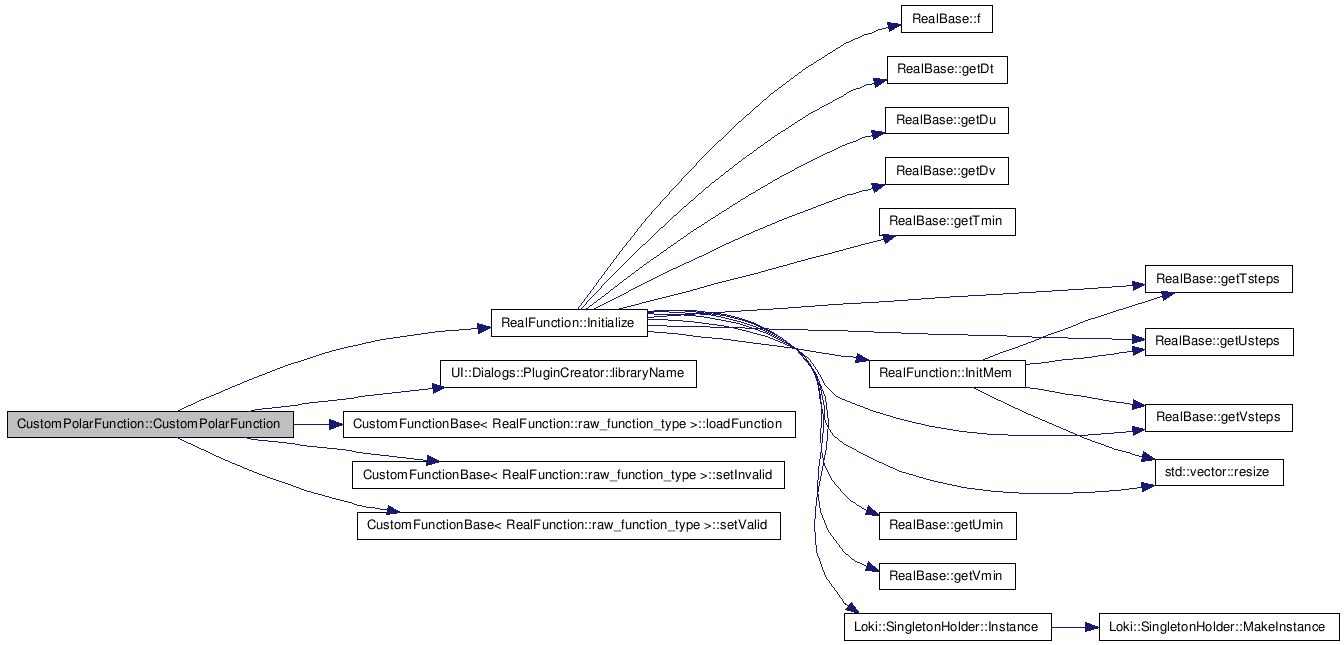 RealBase::f
RealBase::getDt
RealBase::getDu
RealBase::getDv
RealBase::getTmin
RealBase::getTsteps
RealFunction::Initialize
RealBase::getUsteps
UI::Dialogs::PluginCreator::libraryName
RealFunction::InitMem
CustomPolarFunction::CustomPolarFunction
CustomFunctionBase< RealFunction::raw_function_type >::loadFunction
RealBase::getVsteps
CustomFunctionBase< RealFunction::raw_function_type >::setInvalid
std::vector::resize
CustomFunctionBase< RealFunction::raw_function_type >::setValid
RealBase::getUmin
RealBase::getVmin
Loki::SingletonHolder::Instance
Loki::SingletonHolder::MakeInstance